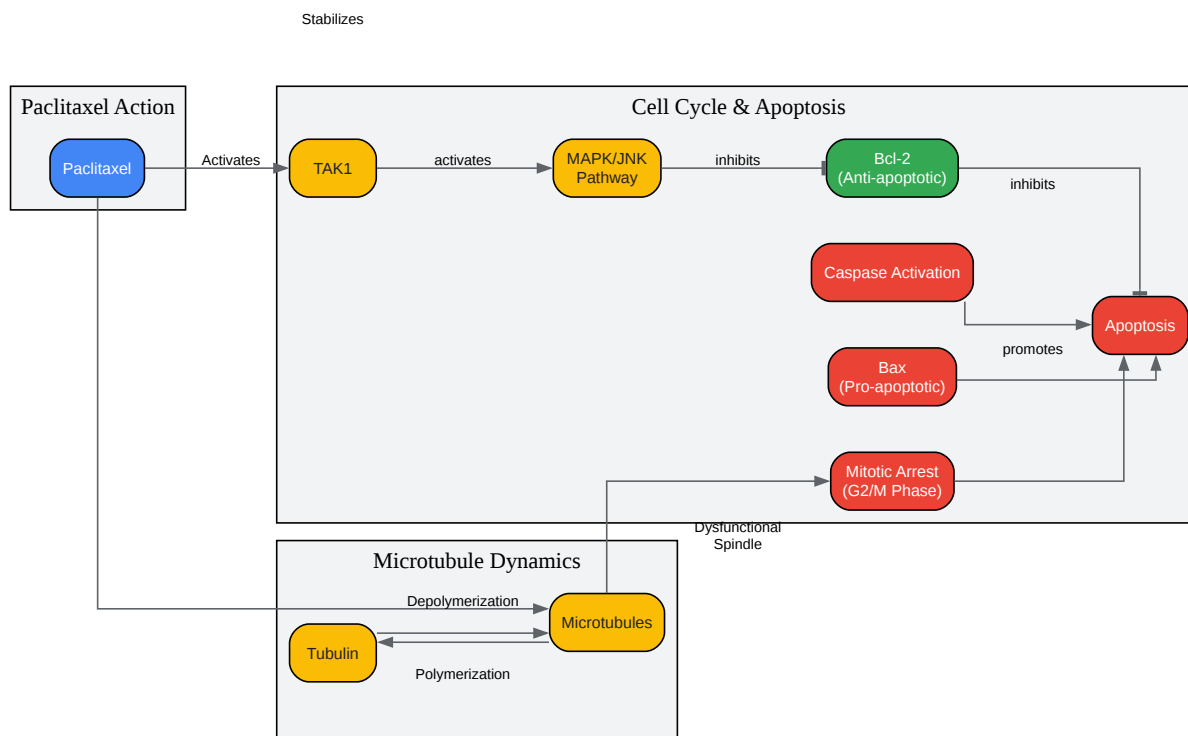 Stabilizes
Paclitaxel Action
Cell Cycle & Apoptosis
Paclitaxel
Activates
TAK1
activates
MAPK/JNK
Pathway
inhibits
Bcl-2
(Anti-apoptotic)
inhibits
Caspase Activation
Apoptosis
promotes
Bax
(Pro-apoptotic)
Mitotic Arrest
(G2/M Phase)
Dysfunctional
Spindle
Microtubule Dynamics
Depolymerization
Microtubules
Tubulin
Polymerization